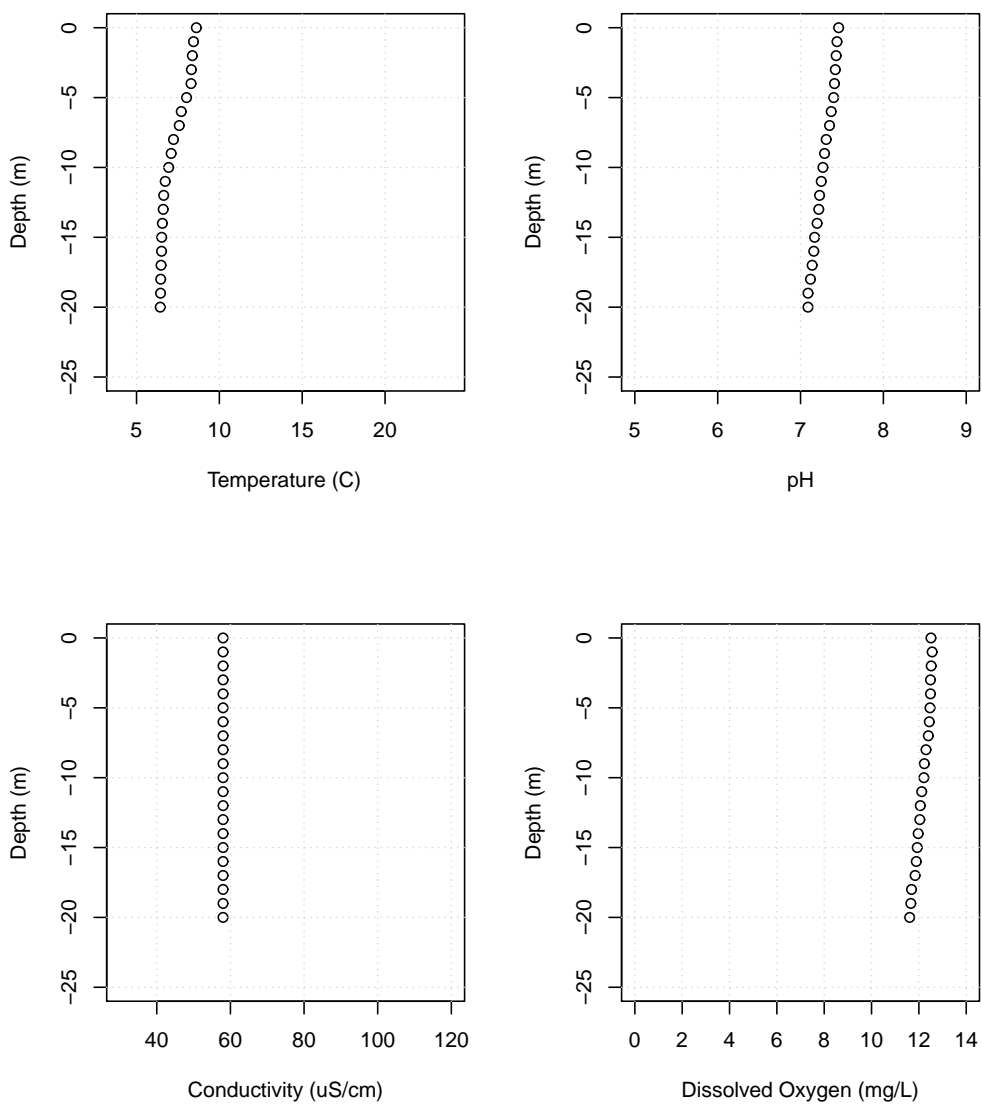 0
−5
−10
−15
−20
−25
Depth (m)
5 10 15 20
Temperature (C)
0
−5
−10
−15
−20
−25
Depth (m)
5 6 7 8 9
pH
0
−5
−10
−15
−20
−25
Depth (m)
40 60 80 100 120
Conductivity (uS/cm)
0
−5
−10
−15
−20
−25
Depth (m)
0 2 4 6 8 10 12 14
Dissolved Oxygen (mg/L)